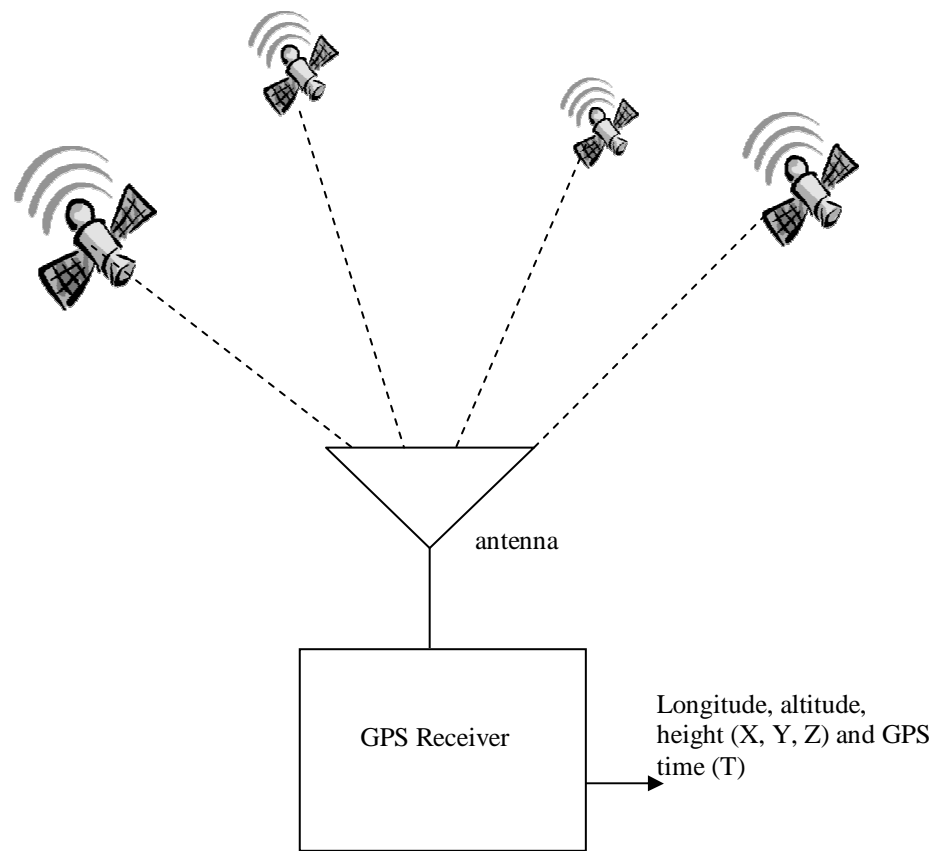 antenna
GPS Receiver
Longitude, altitude,
height (X, Y, Z) and GPS
time (T)